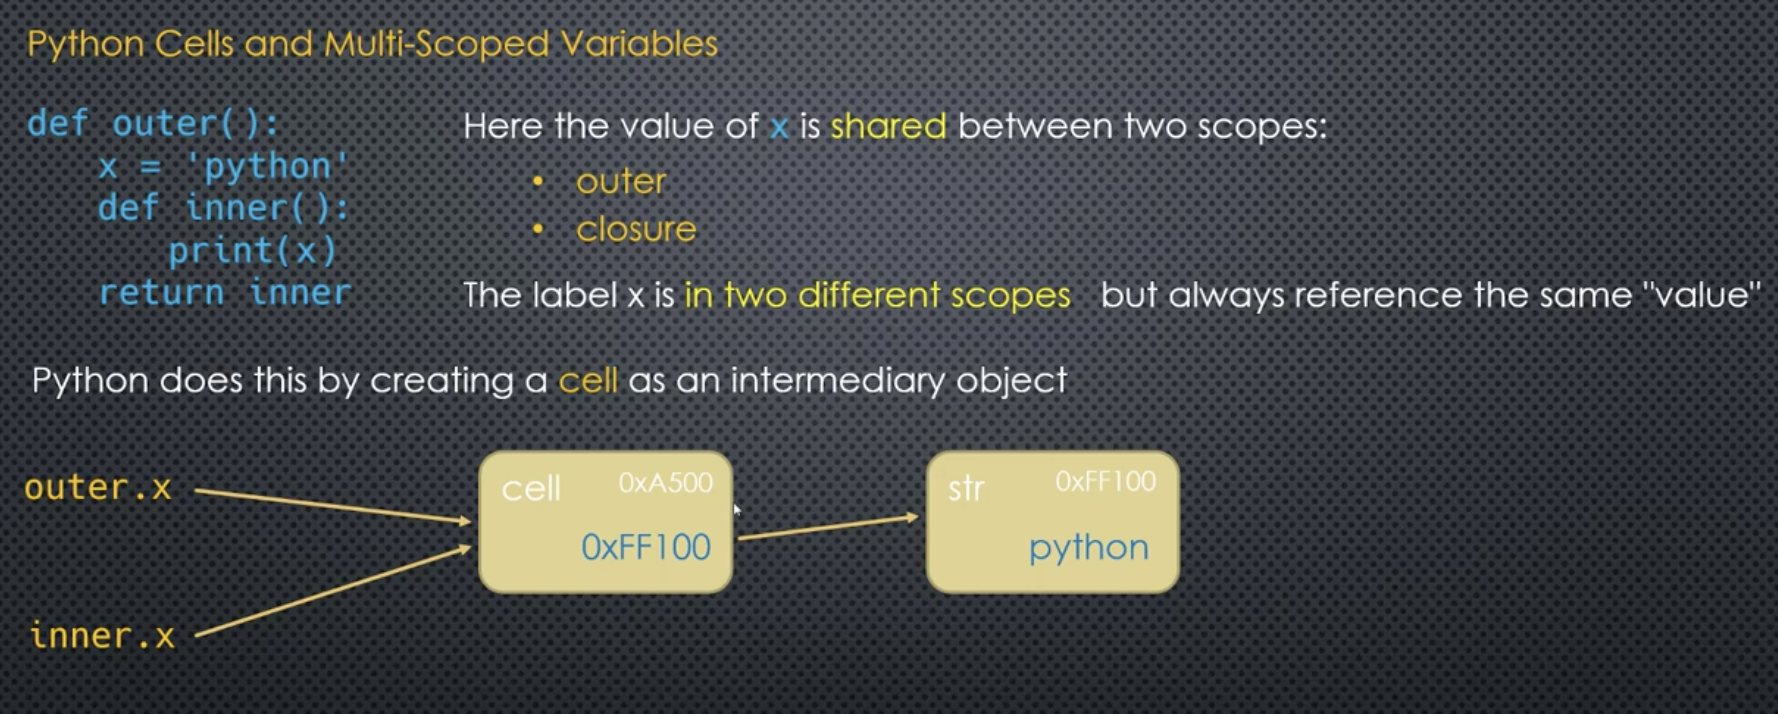 Python Cells and Multi-Scoped Variables
def outer():
    x = 'python'
    def inner():
        print(x)
    return inner
Here the value of x is shared between two scopes:
• outer
• closure
The label x is in two different scopes but always reference the same "value"
Python does this by creating a cell as an intermediary object
outer.x
inner.x
cell 0xA500
0xFF100
str 0xFF100
python